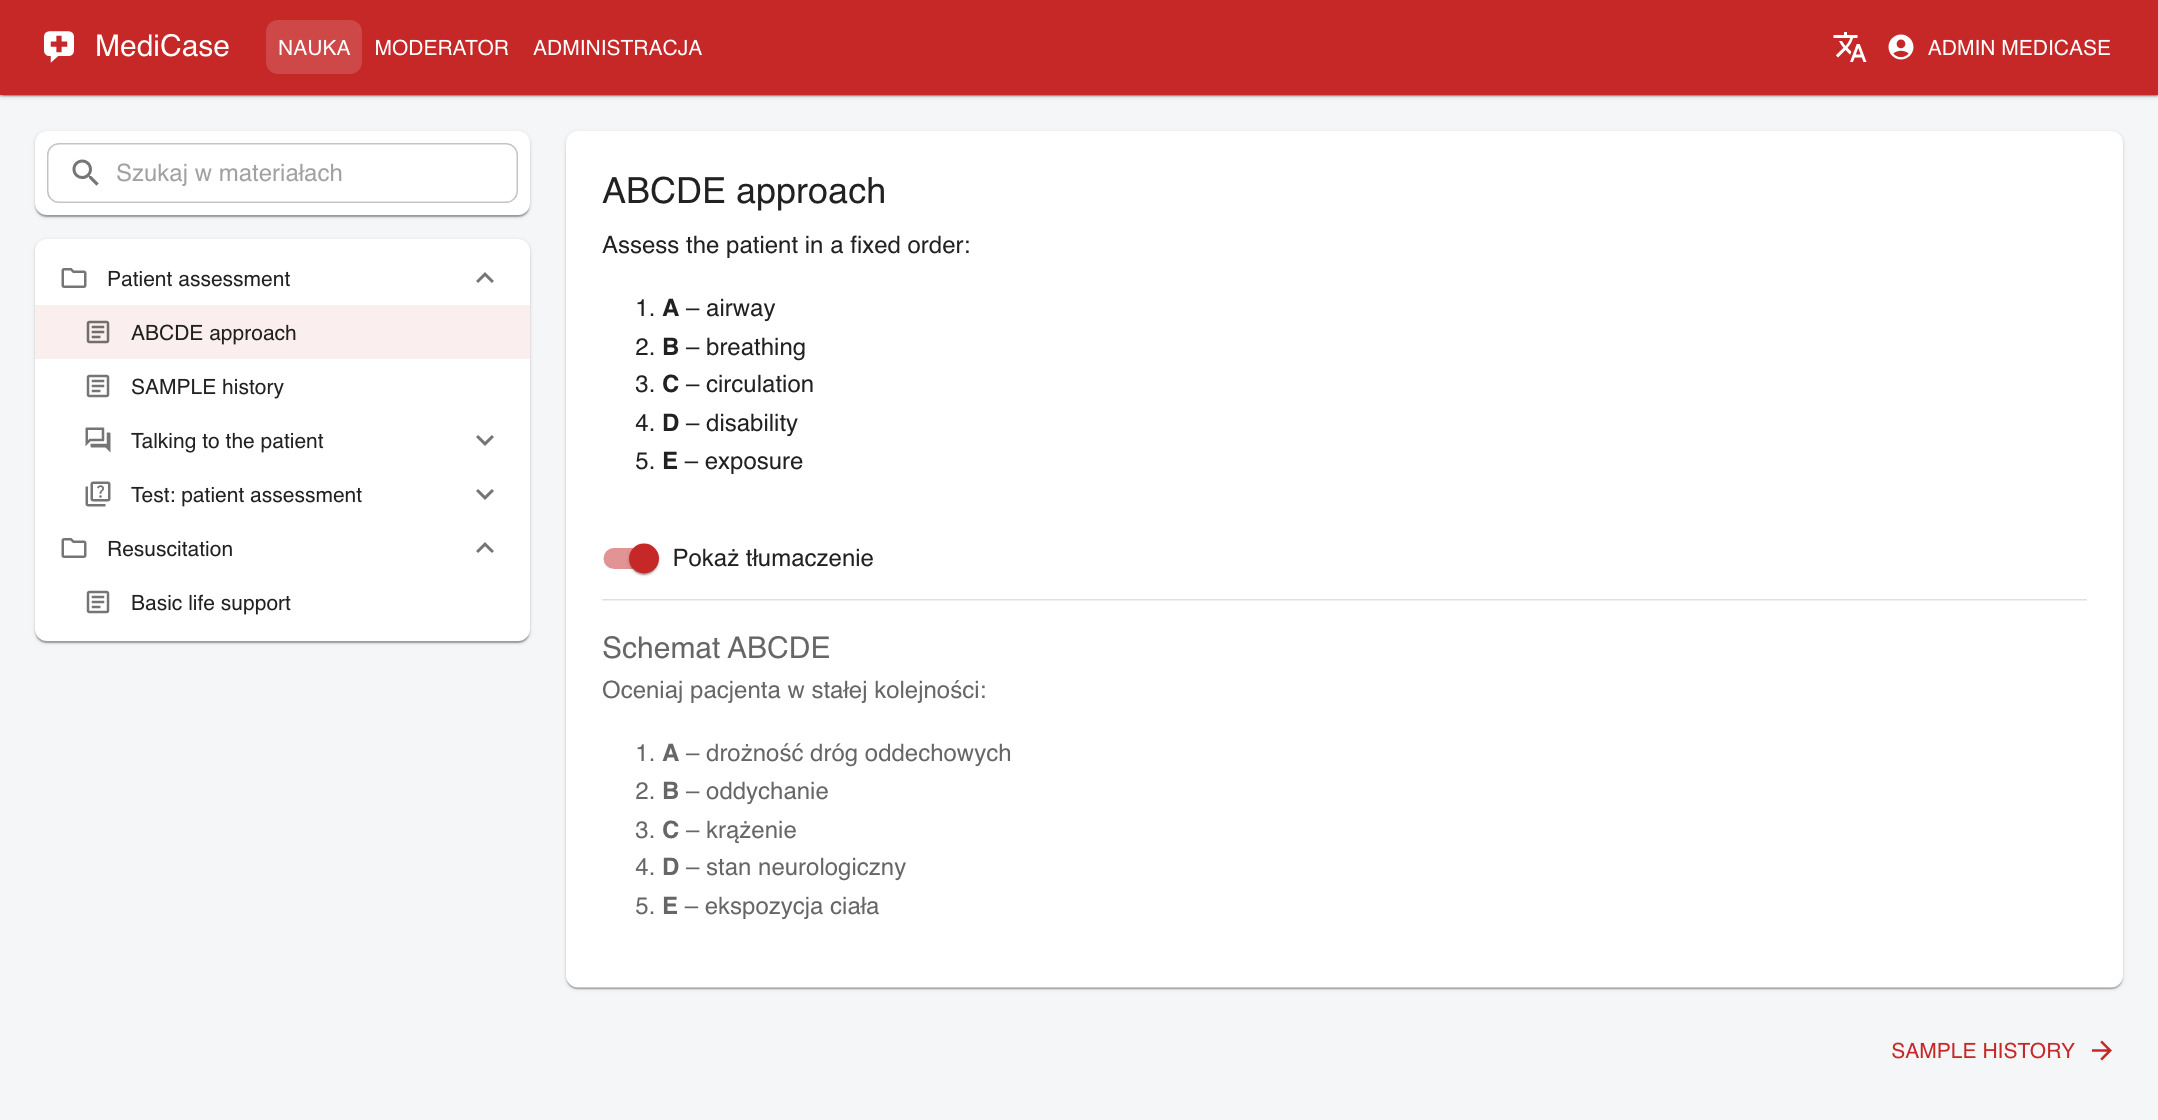 MediCase
NAUKA
MODERATOR
ADMINISTRACJA
ADMIN MEDICASE
Szukaj w materiałach
Patient assessment
ABCDE approach
SAMPLE history
Talking to the patient
Test: patient assessment
Resuscitation
Basic life support
ABCDE approach
Assess the patient in a fixed order:
1. A – airway
2. B – breathing
3. C – circulation
4. D – disability
5. E – exposure
Pokaż tłumaczenie
Schemat ABCDE
Oceniaj pacjenta w stałej kolejności:
1. A – drożność dróg oddechowych
2. B – oddychanie
3. C – krążenie
4. D – stan neurologiczny
5. E – ekspozycja ciała
SAMPLE HISTORY